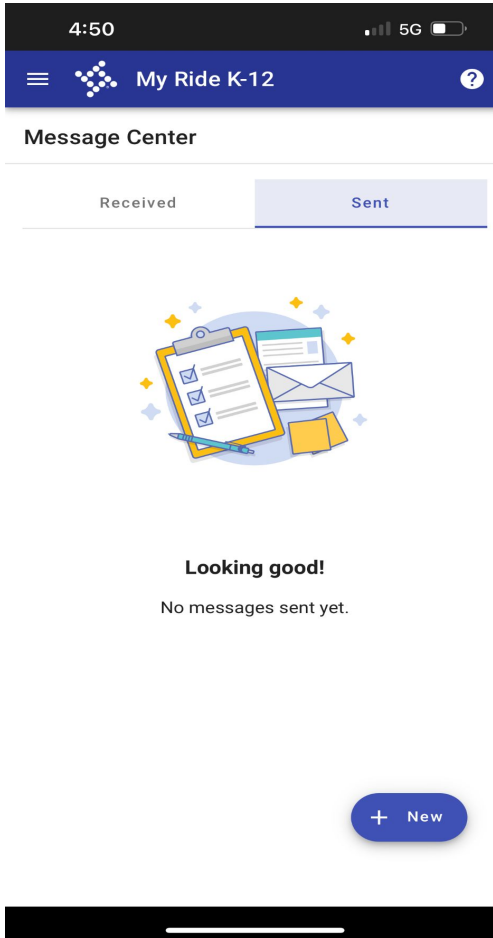 4:50 5G
My Ride K-12 ?
Message Center
Received Sent
Looking good!
No messages sent yet.
+ New